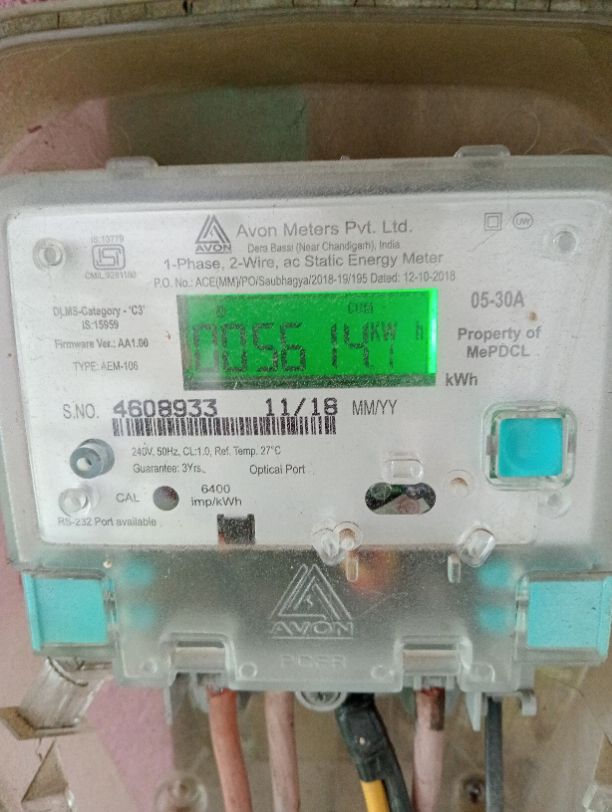 Avon Meters Pvt. Ltd.
Dera Bassi (Near Chandigarh), India
1-Phase, 2-Wire, ac Static Energy Meter
P.O. No.: ACE(MM)/PO/Saubhagya/2018-19/195 Dated: 12-10-2018
AVON
UW
IS:13779
ISI
CM/L:9281180
DLMS-Category - 'C3'
IS:15959
Firmware Ver.: AA1.00
TYPE: AEM-106
CUM
005614 KW h
kWh
05-30A
Property of
MePDCL
S.NO. 4608933 11/18 MM/YY
240V, 50Hz, CL:1.0, Ref. Temp. 27°C
Guarantee: 3Yrs. Optical Port
CAL 6400
imp/kWh
RS-232 Port available
AVON